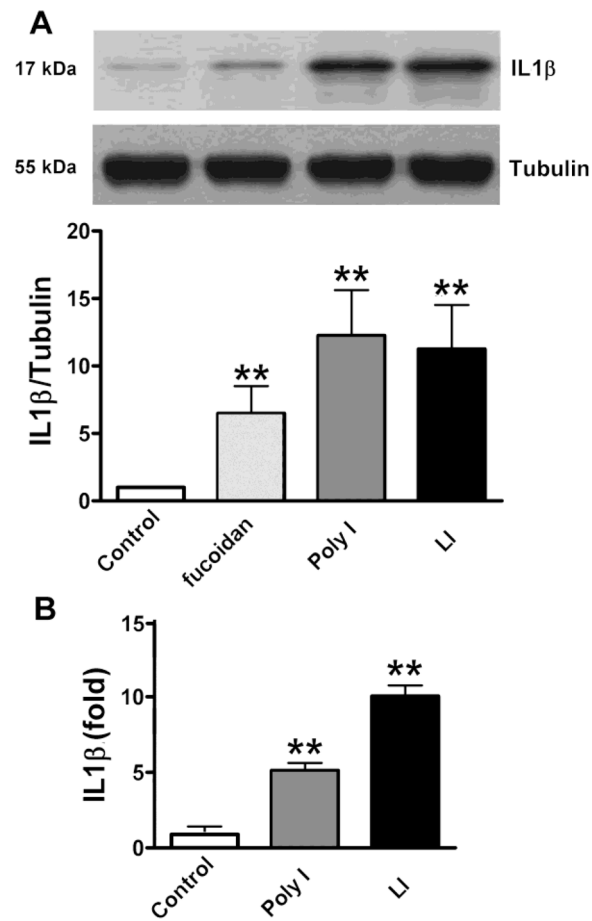 A
17 kDa IL1β
55 kDa Tubulin
IL1β/Tubulin
20
15
10
5
0
** ** **
Control fucoidan Poly I LI
B
IL1β (fold)
15
10
5
0
** **
Control Poly I LI